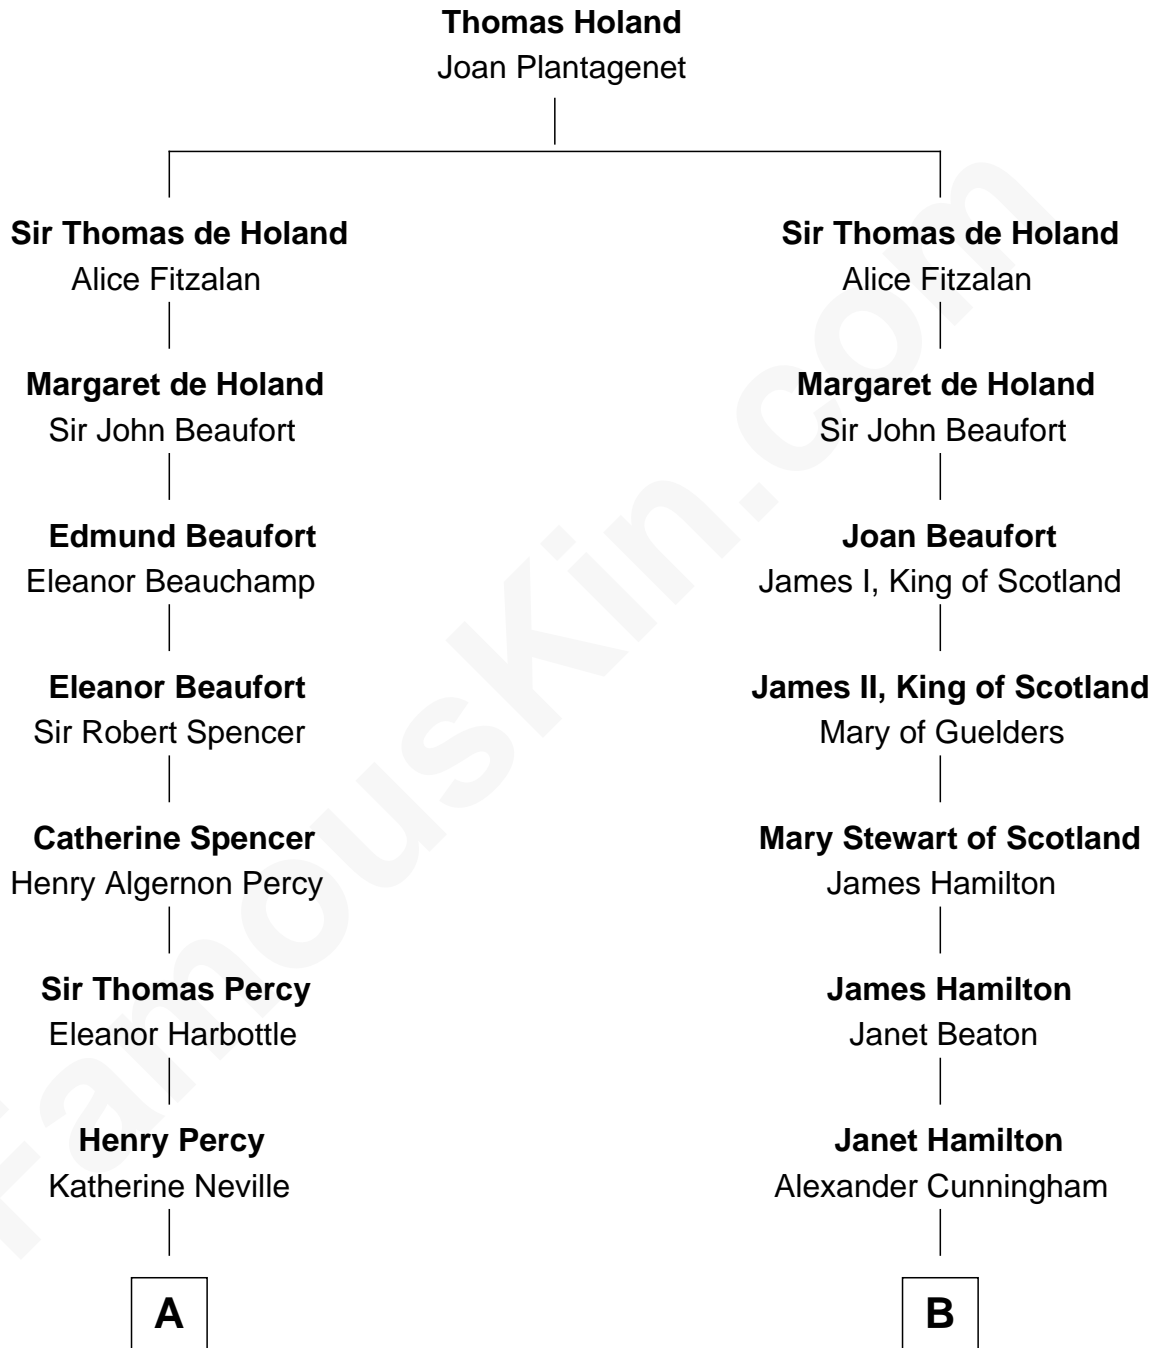 Thomas Holand
Joan Plantagenet
Sir Thomas de Holand
Alice Fitzalan
Margaret de Holand
Sir John Beaufort
Edmund Beaufort
Eleanor Beauchamp
Eleanor Beaufort
Sir Robert Spencer
Catherine Spencer
Henry Algernon Percy
Sir Thomas Percy
Eleanor Harbottle
Henry Percy
Katherine Neville
A
Sir Thomas de Holand
Alice Fitzalan
Margaret de Holand
Sir John Beaufort
Joan Beaufort
James I, King of Scotland
James II, King of Scotland
Mary of Guelders
Mary Stewart of Scotland
James Hamilton
James Hamilton
Janet Beaton
Janet Hamilton
Alexander Cunningham
B
FamousKin.com